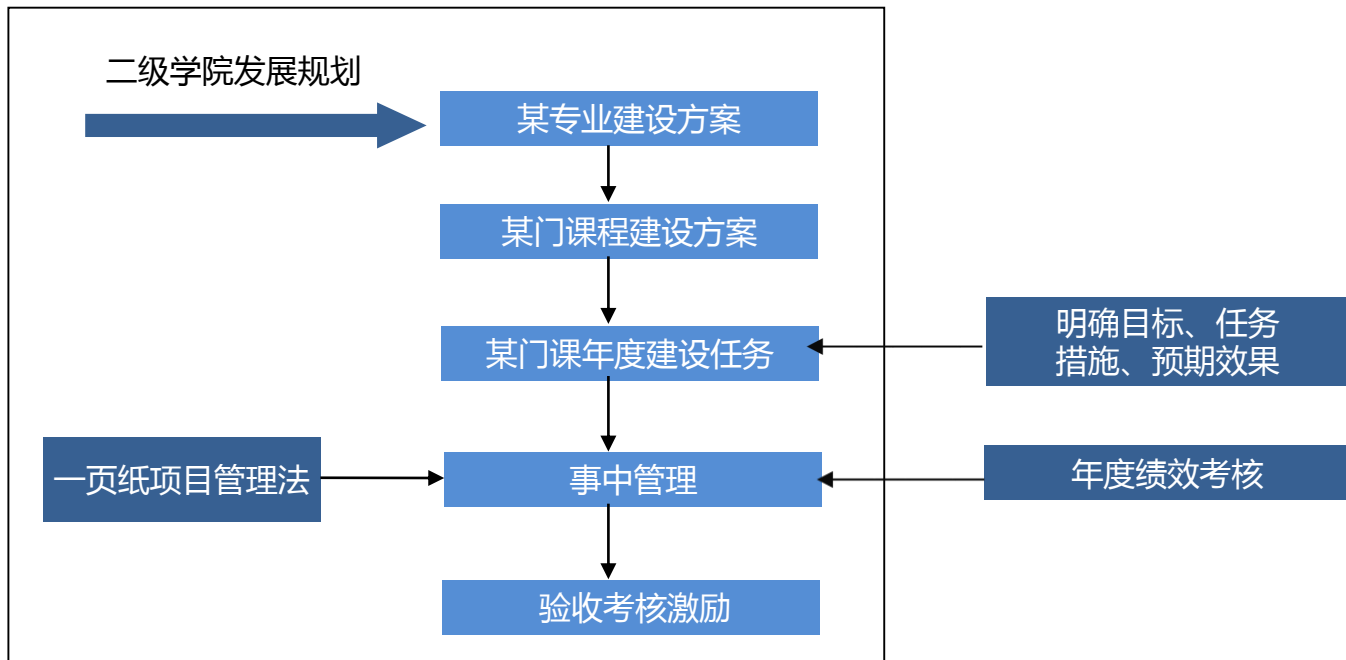 二级学院发展规划
某专业建设方案
某门课程建设方案
某门课年度建设任务
明确目标、任务
措施、预期效果
一页纸项目管理法
事中管理
年度绩效考核
验收考核激励